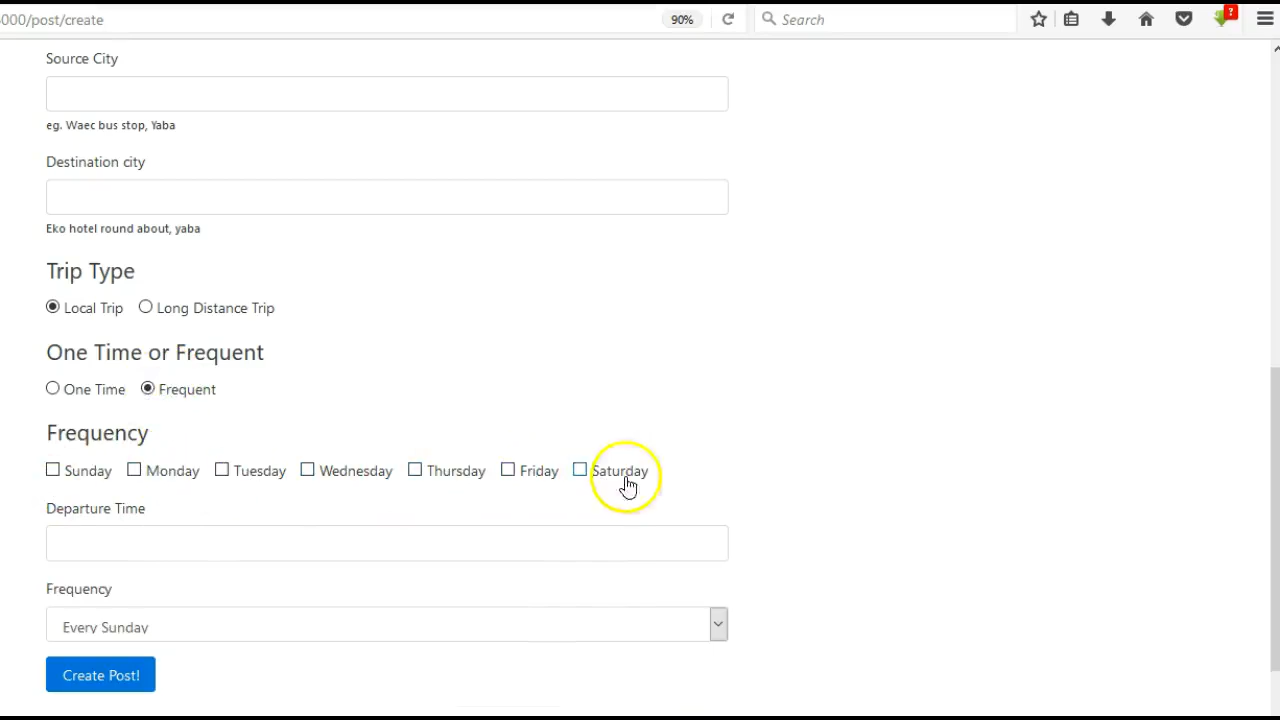 5000/post/create
90%
Search
?
Source City
eg. Waec bus stop, Yaba
Destination city
Eko hotel round about, yaba
Trip Type
Local Trip Long Distance Trip
One Time or Frequent
One Time Frequent
Frequency
Sunday Monday Tuesday Wednesday Thursday Friday Saturday
Departure Time
Frequency
Every Sunday
Create Post!